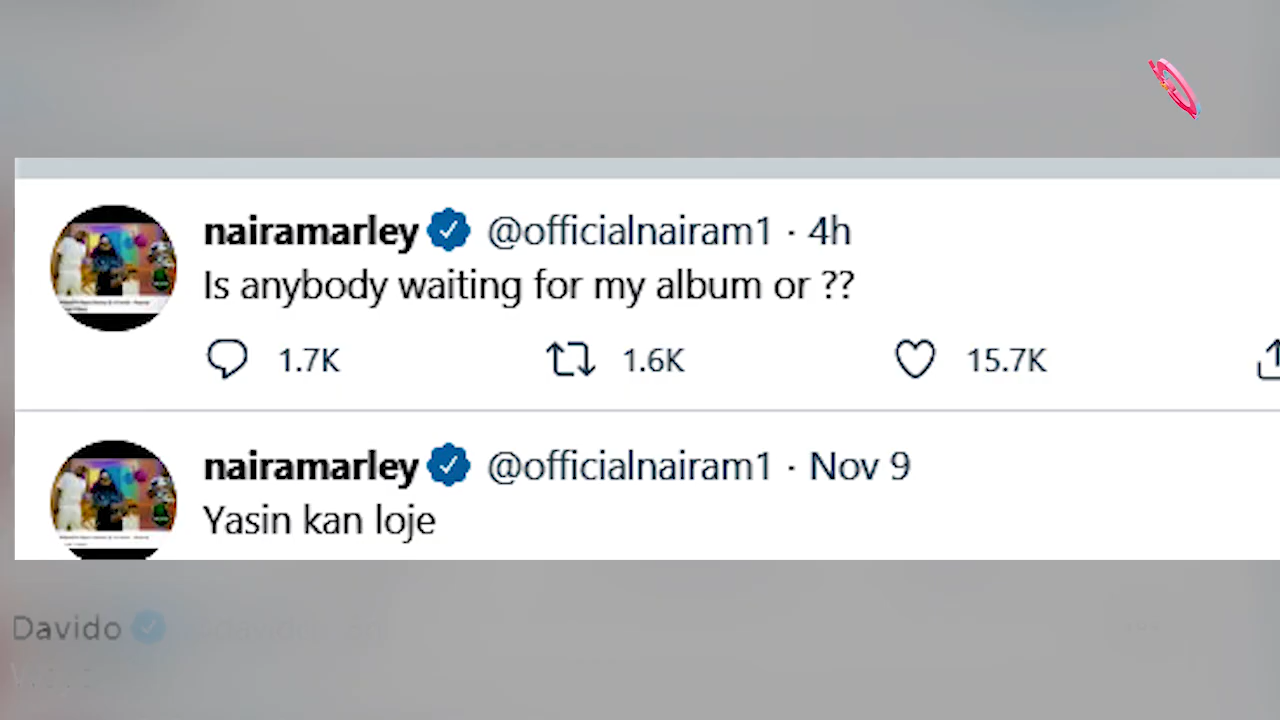 nairamarley @officialnairam1 · 4h
Is anybody waiting for my album or ??
1.7K 1.6K 15.7K
nairamarley @officialnairam1 · Nov 9
Yasin kan loje
Davido